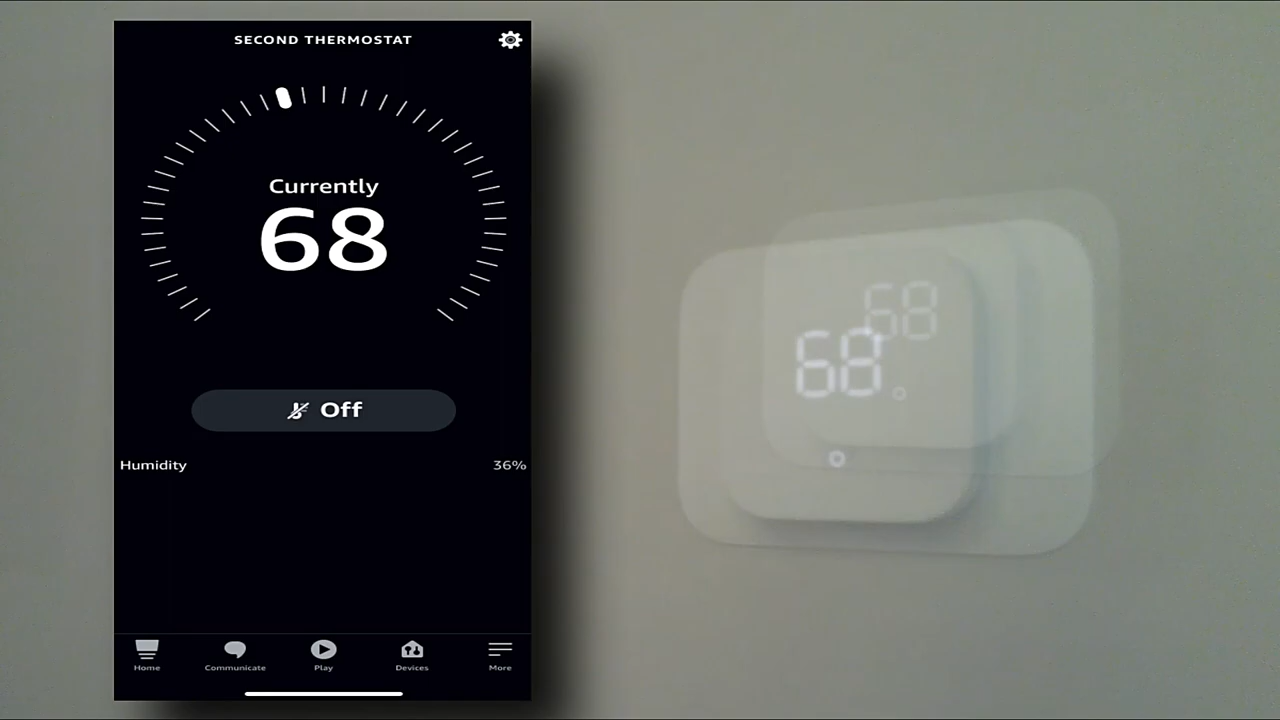 SECOND THERMOSTAT
Currently
68
Off
Humidity 36%
Home Communicate Play Devices More
68
68